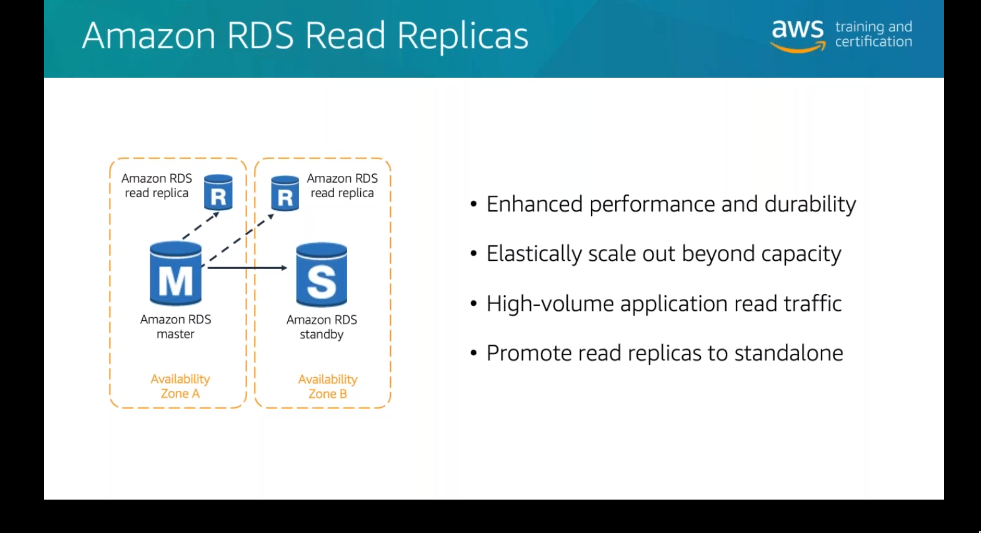 Amazon RDS Read Replicas
aws training and
certification
Amazon RDS
read replica
R
R
Amazon RDS
read replica
M
S
Amazon RDS
master
Amazon RDS
standby
Availability
Zone A
Availability
Zone B
• Enhanced performance and durability
• Elastically scale out beyond capacity
• High-volume application read traffic
• Promote read replicas to standalone